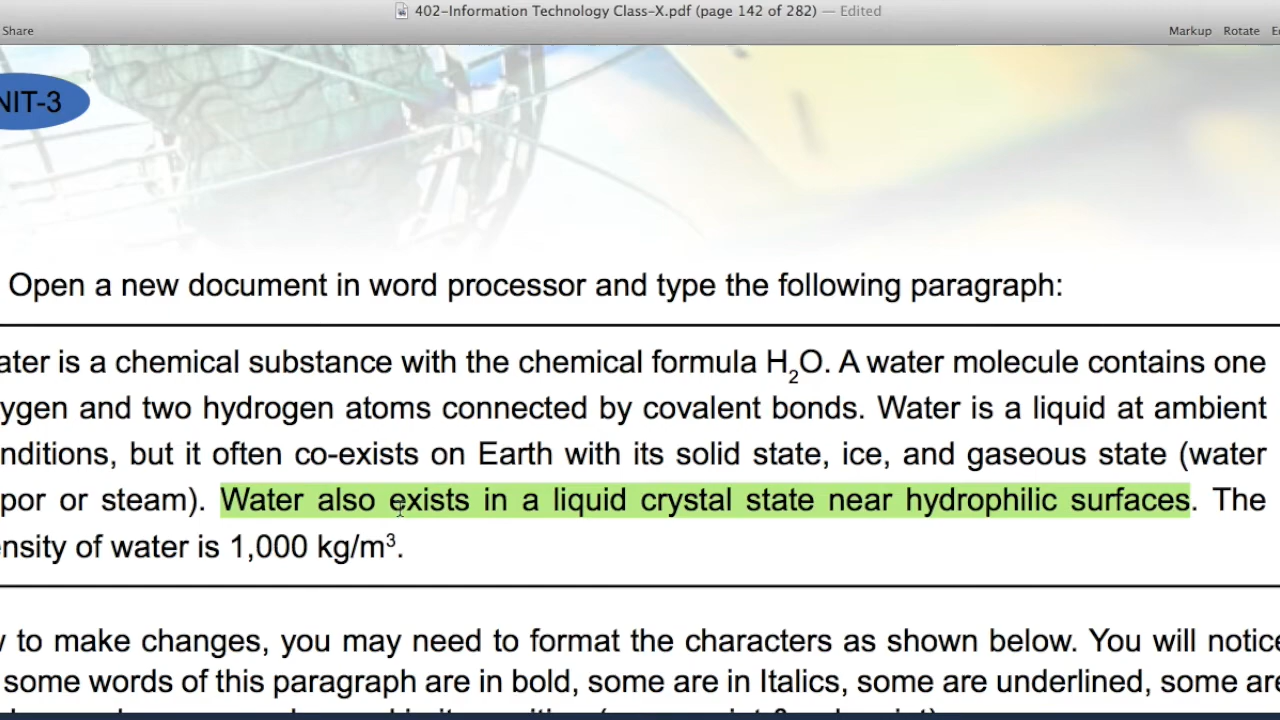 402-Information Technology Class-X.pdf (page 142 of 282) — Edited
Share Markup Rotate
NIT-3
Open a new document in word processor and type the following paragraph:
ater is a chemical substance with the chemical formula H₂O. A water molecule contains one
ygen and two hydrogen atoms connected by covalent bonds. Water is a liquid at ambient
nditions, but it often co-exists on Earth with its solid state, ice, and gaseous state (water
por or steam). Water also exists in a liquid crystal state near hydrophilic surfaces. The
ensity of water is 1,000 kg/m³.
to make changes, you may need to format the characters as shown below. You will notice
some words of this paragraph are in bold, some are in Italics, some are underlined, some are